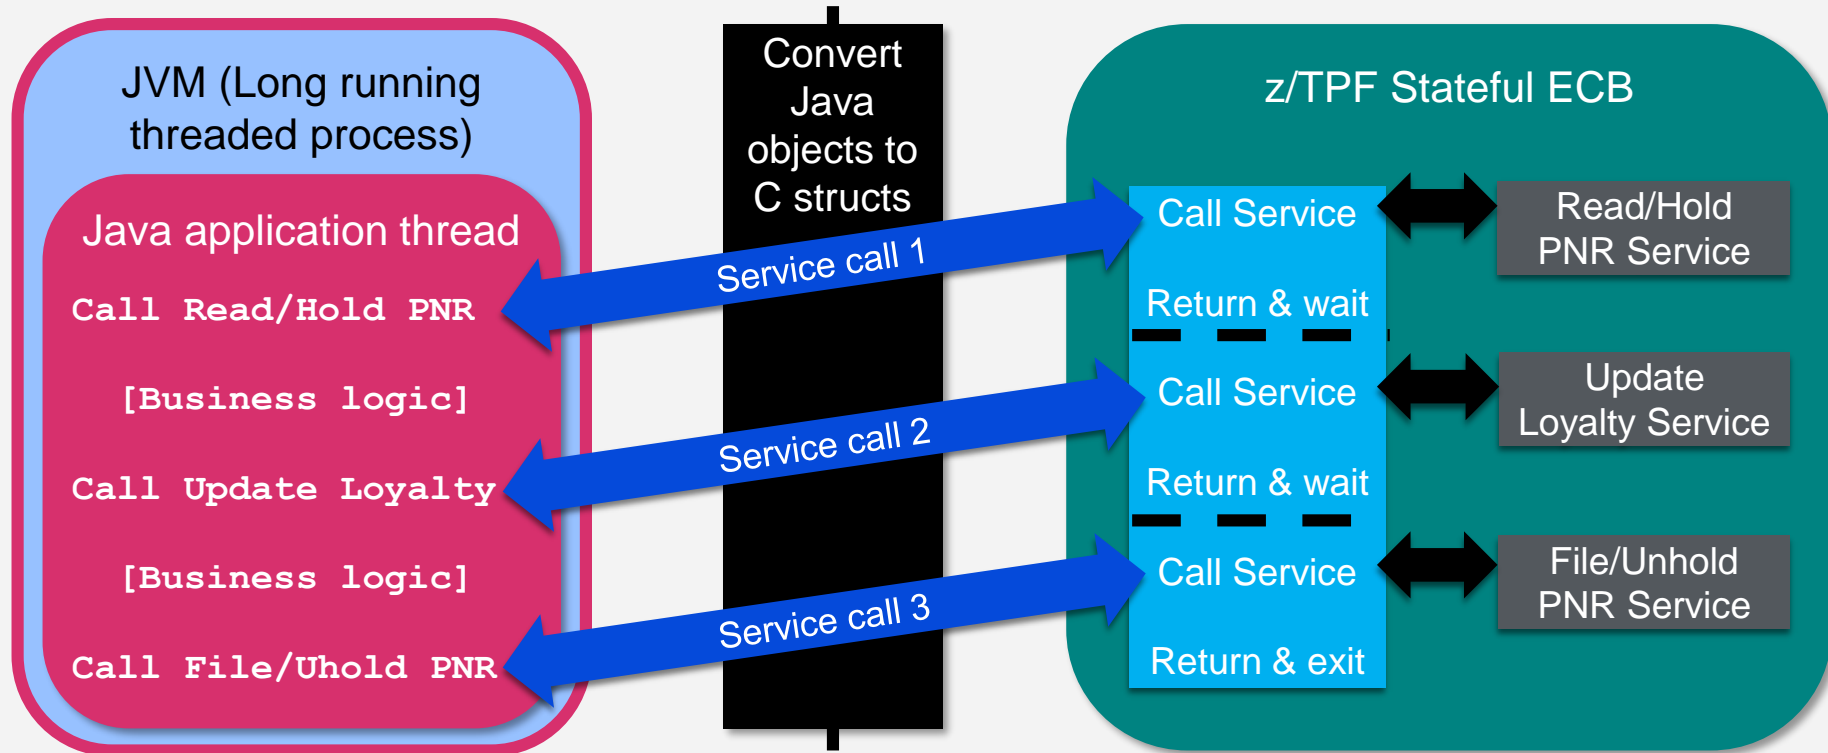 JVM (Long running
threaded process)
Java application thread
Call Read/Hold PNR
[Business logic]
Call Update Loyalty
[Business logic]
Call File/Uhold PNR
Convert
Java
objects to
C structs
Service call 1
Service call 2
Service call 3
z/TPF Stateful ECB
Call Service
Return & wait
Call Service
Return & wait
Call Service
Return & exit
Read/Hold
PNR Service
Update
Loyalty Service
File/Unhold
PNR Service